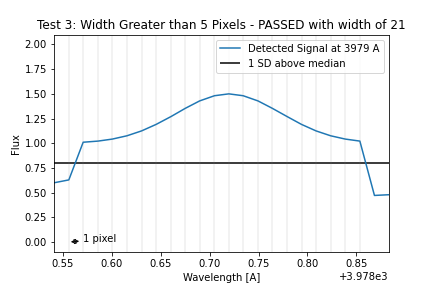 Test 3: Width Greater than 5 Pixels - PASSED with width of 21
Detected Signal at 3979 A
1 SD above median
2.00
1.75
1.50
1.25
1.00
0.75
0.50
0.25
0.00
Flux
1 pixel
0.55 0.60 0.65 0.70 0.75 0.80 0.85
Wavelength [A]
+3.978e3